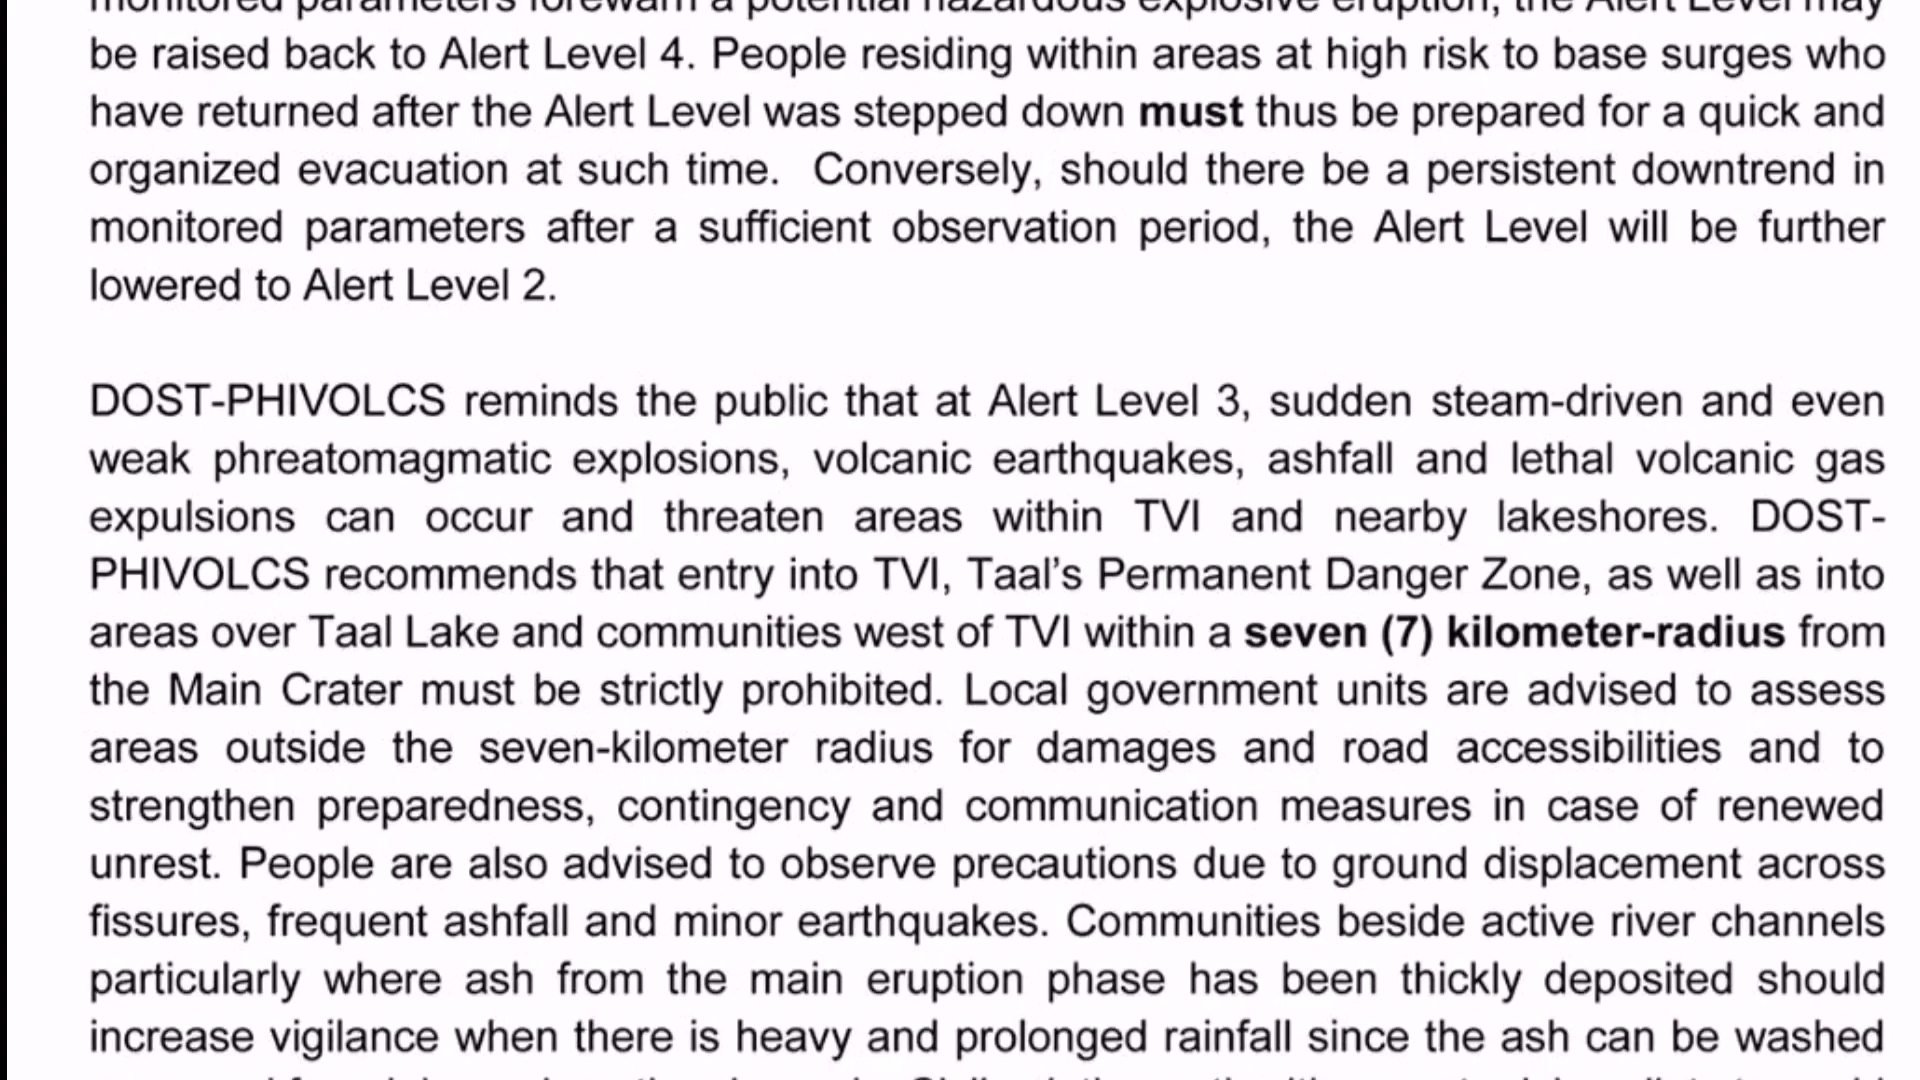 monitored parameters forewarn a potential hazardous explosive eruption, the Alert Level may
be raised back to Alert Level 4. People residing within areas at high risk to base surges who
have returned after the Alert Level was stepped down must thus be prepared for a quick and
organized evacuation at such time.  Conversely, should there be a persistent downtrend in
monitored parameters after a sufficient observation period, the Alert Level will be further
lowered to Alert Level 2.
DOST-PHIVOLCS reminds the public that at Alert Level 3, sudden steam-driven and even
weak phreatomagmatic explosions, volcanic earthquakes, ashfall and lethal volcanic gas
expulsions can occur and threaten areas within TVI and nearby lakeshores. DOST-
PHIVOLCS recommends that entry into TVI, Taal’s Permanent Danger Zone, as well as into
areas over Taal Lake and communities west of TVI within a seven (7) kilometer-radius from
the Main Crater must be strictly prohibited. Local government units are advised to assess
areas outside the seven-kilometer radius for damages and road accessibilities and to
strengthen preparedness, contingency and communication measures in case of renewed
unrest. People are also advised to observe precautions due to ground displacement across
fissures, frequent ashfall and minor earthquakes. Communities beside active river channels
particularly where ash from the main eruption phase has been thickly deposited should
increase vigilance when there is heavy and prolonged rainfall since the ash can be washed